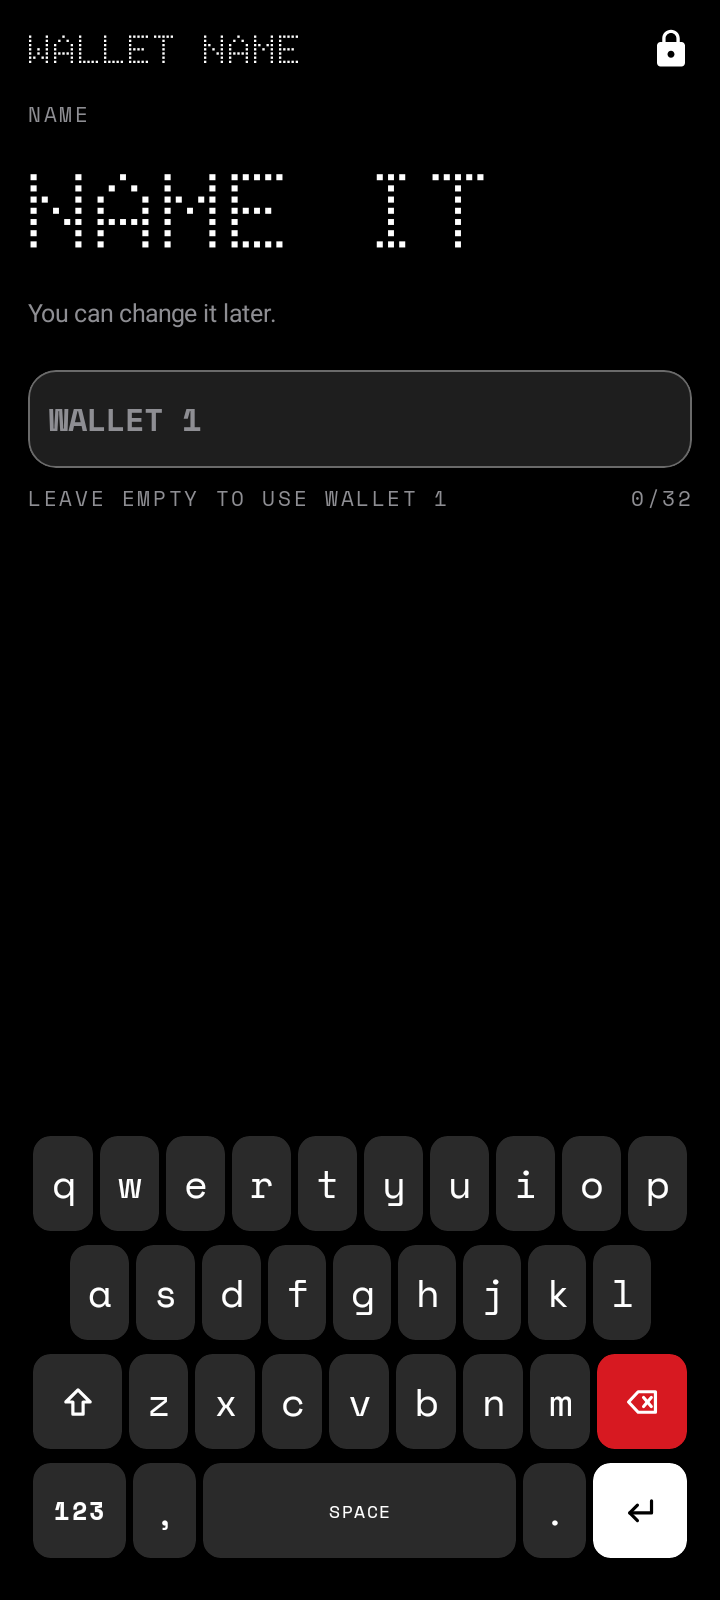 WALLET NAME
NAME
NAME IT
You can change it later.
WALLET 1
LEAVE EMPTY TO USE WALLET 1 0/32
q w e r t y u i o p
a s d f g h j k l
z x c v b n m
123 , SPACE .